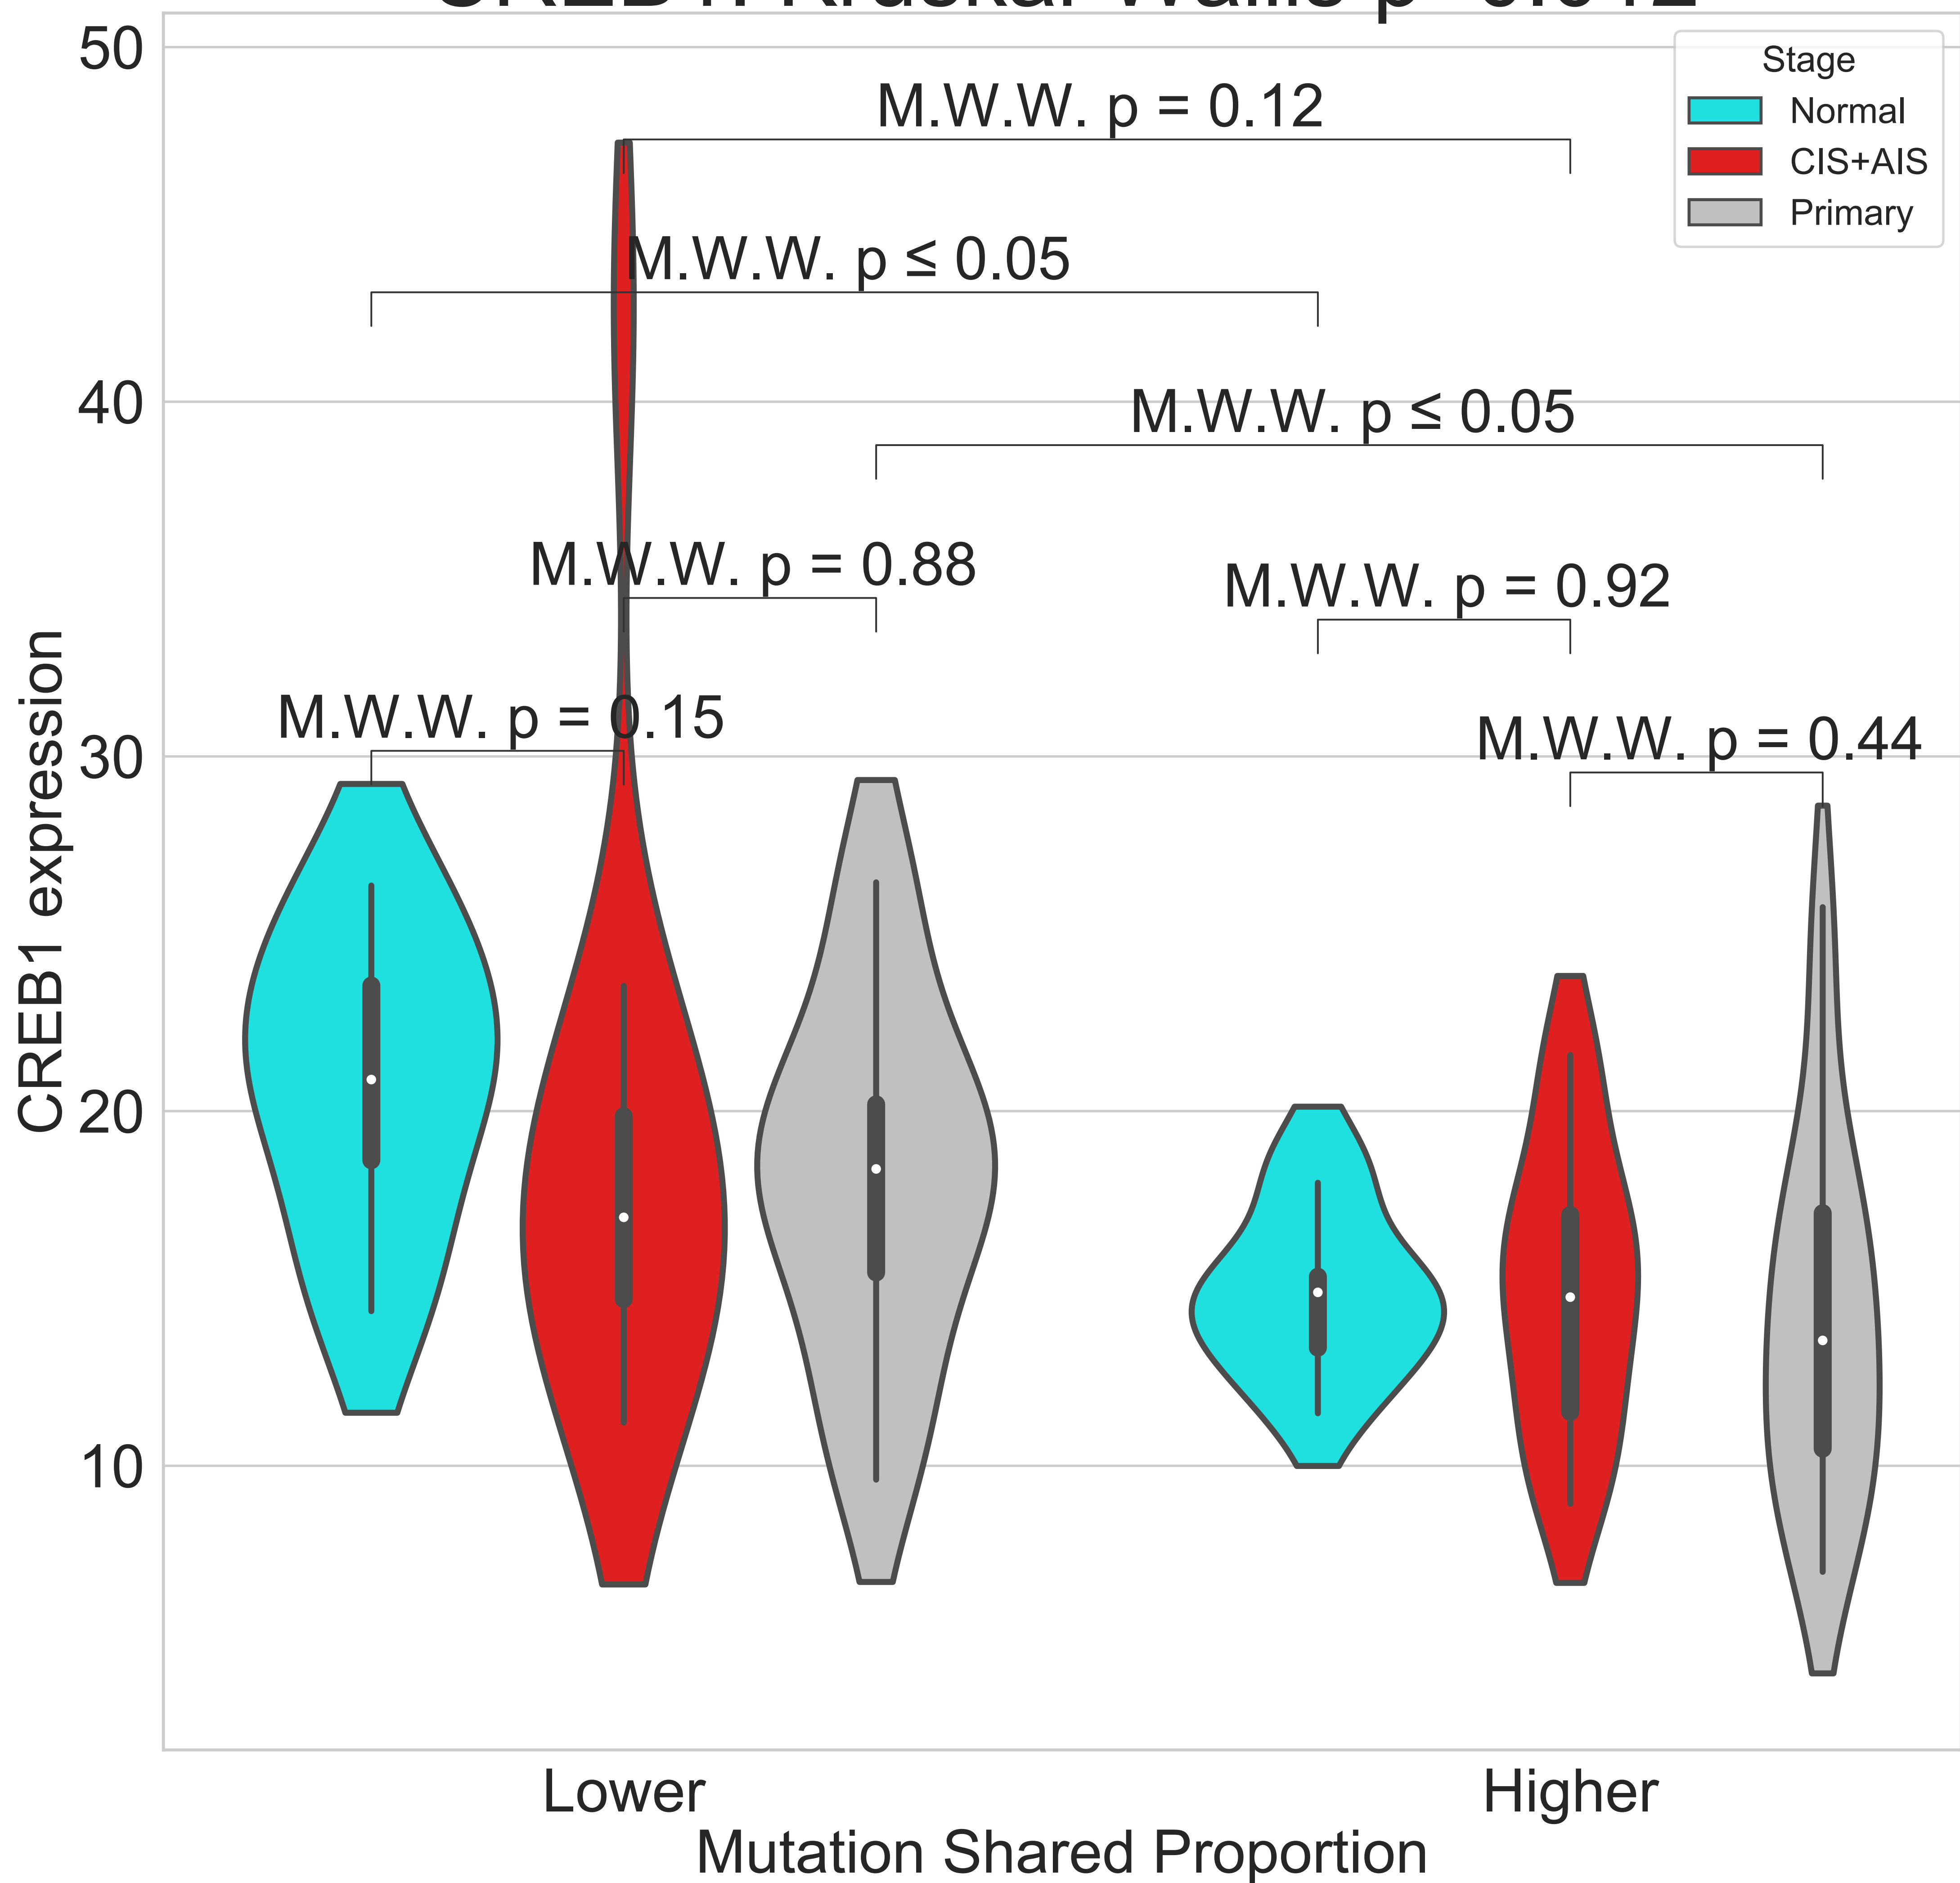 50
Stage
Normal
CIS+AIS
Primary
M.W.W. p = 0.12
M.W.W. p ≤ 0.05
40
M.W.W. p ≤ 0.05
M.W.W. p = 0.88
M.W.W. p = 0.92
M.W.W. p = 0.15
M.W.W. p = 0.44
30
CREB1 expression
20
10
Lower
Higher
Mutation Shared Proportion